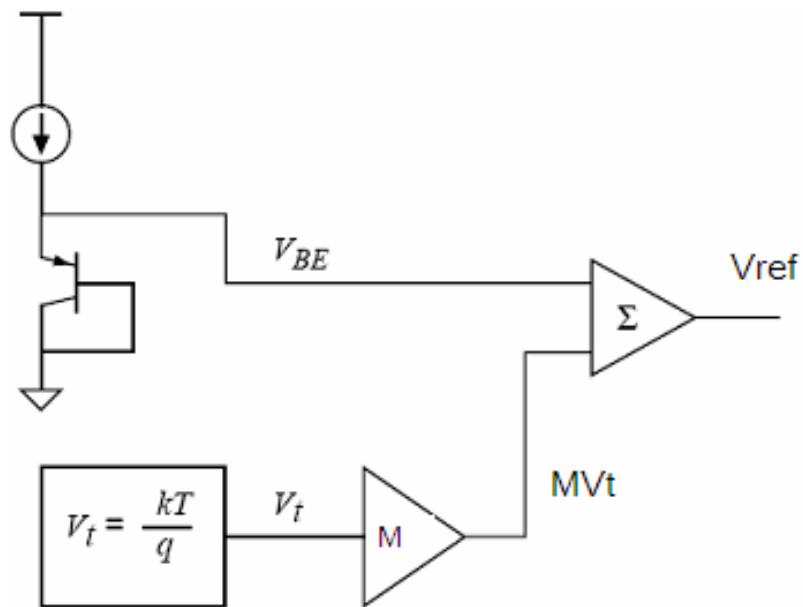 V_BE
Vref
Σ
MVt
V_t = kT/q
V_t
M